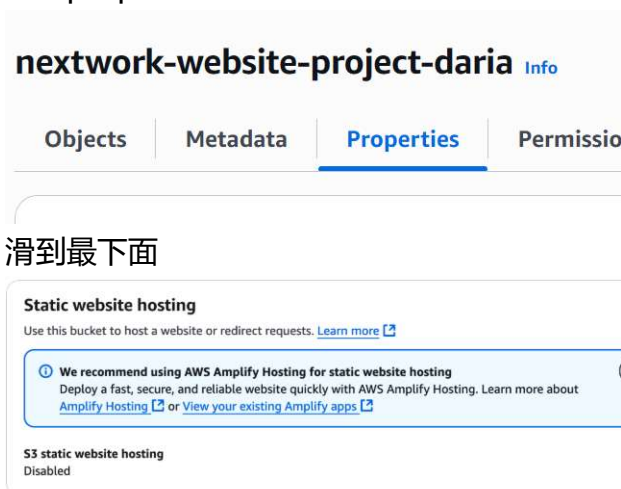 nextwork-website-project-daria Info
Objects Metadata Properties Permissio
滑到最下面
Static website hosting
Use this bucket to host a website or redirect requests. Learn more
We recommend using AWS Amplify Hosting for static website hosting
Deploy a fast, secure, and reliable website quickly with AWS Amplify Hosting. Learn more about
Amplify Hosting or View your existing Amplify apps
S3 static website hosting
Disabled